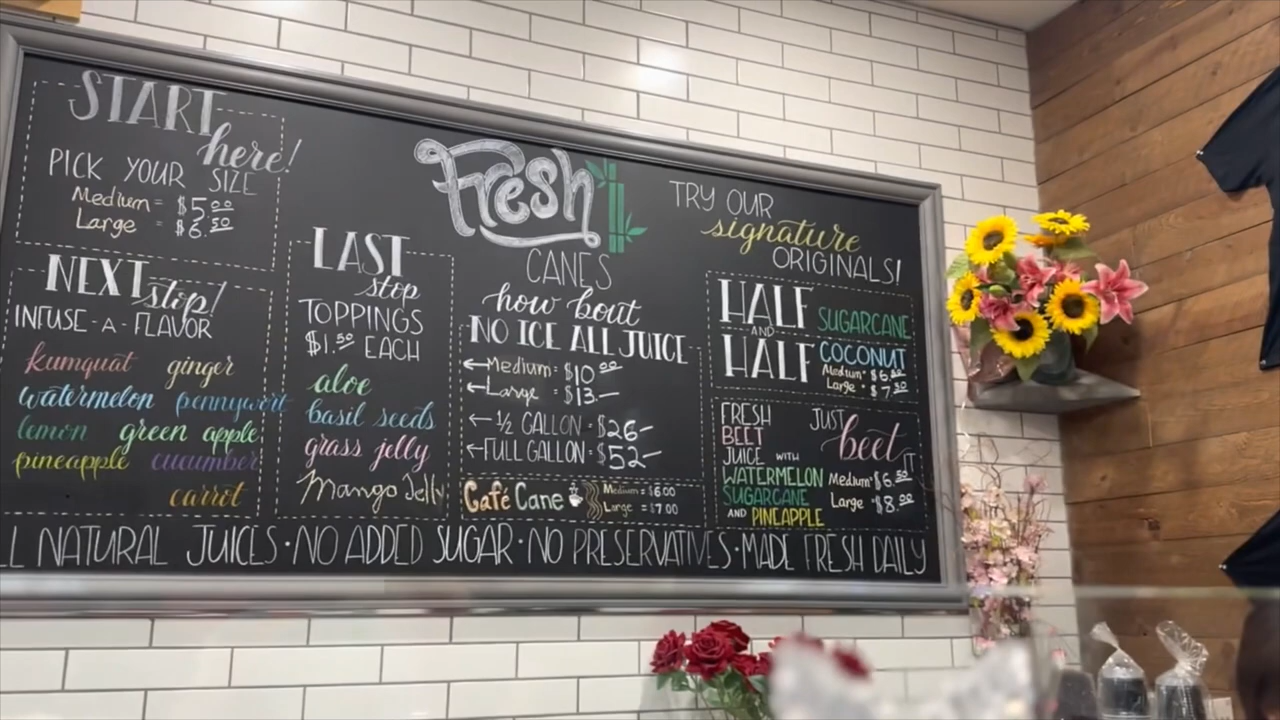 START
here!
PICK YOUR SIZE
Medium = $5.00
Large = $6.50
NEXT stop!
INFUSE-A-FLAVOR
kumquat ginger
watermelon pennywort
lemon green apple
pineapple cucumber
carrot
LAST
stop
TOPPINGS
$1.50 EACH
aloe
basil seeds
grass jelly
Mango Jelly
Fresh
CANES
how 'bout
NO ICE ALL JUICE
←Medium = $10.00
←Large = $13.—
←½ GALLON = $26—
←FULL GALLON = $52—
Café Cane
Medium = $6.00
Large = $7.00
TRY OUR
signature
ORIGINALS!
HALF SUGARCANE
AND
HALF COCONUT
Medium = $6.00
Large = $7.50
FRESH
BEET
JUICE WITH
WATERMELON
SUGARCANE
AND PINEAPPLE
JUST
beet IT
Medium = $6.50
Large = $8.00
L NATURAL JUICES • NO ADDED SUGAR • NO PRESERVATIVES • MADE FRESH DAILY